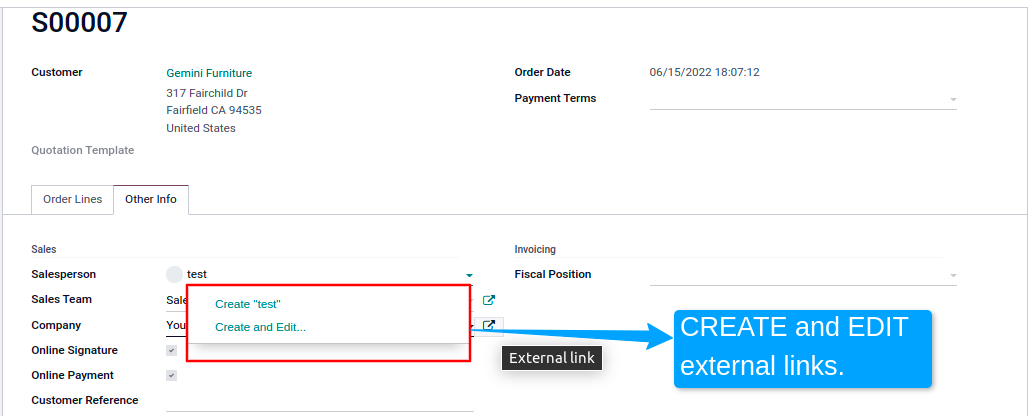 S00007
Customer
Gemini Furniture
317 Fairchild Dr
Fairfield CA 94535
United States
Order Date
06/15/2022 18:07:12
Payment Terms
Quotation Template
Order Lines
Other Info
Sales
Invoicing
Salesperson
test
Fiscal Position
Sales Team
Sale
Create "test"
Company
You
Create and Edit...
Online Signature
Online Payment
Customer Reference
External link
CREATE and EDIT
external links.